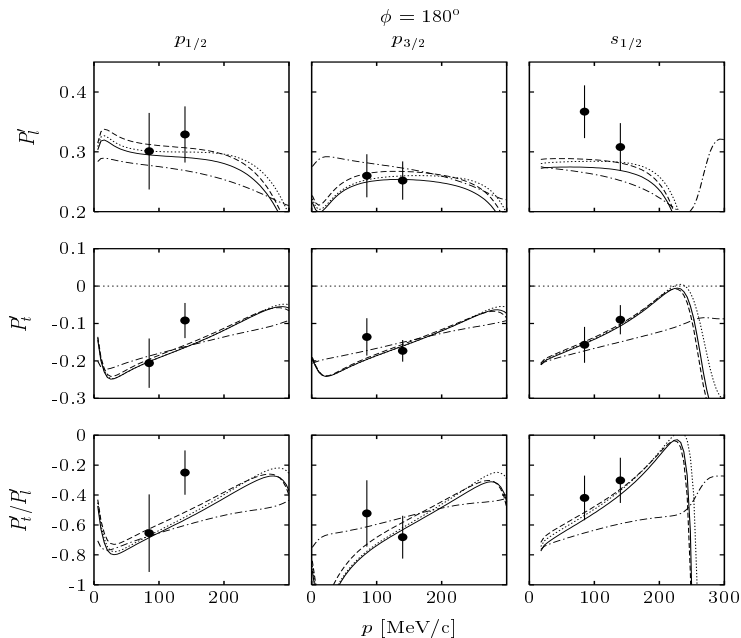 ϕ = 180°
p1/2 p3/2 s1/2
P′l
0.4
0.3
0.2
P′t
0.1
0
-0.1
-0.2
-0.3
P′t/P′l
0
-0.2
-0.4
-0.6
-0.8
-1
0 100 200 0 100 200 0 100 200 300
p [MeV/c]